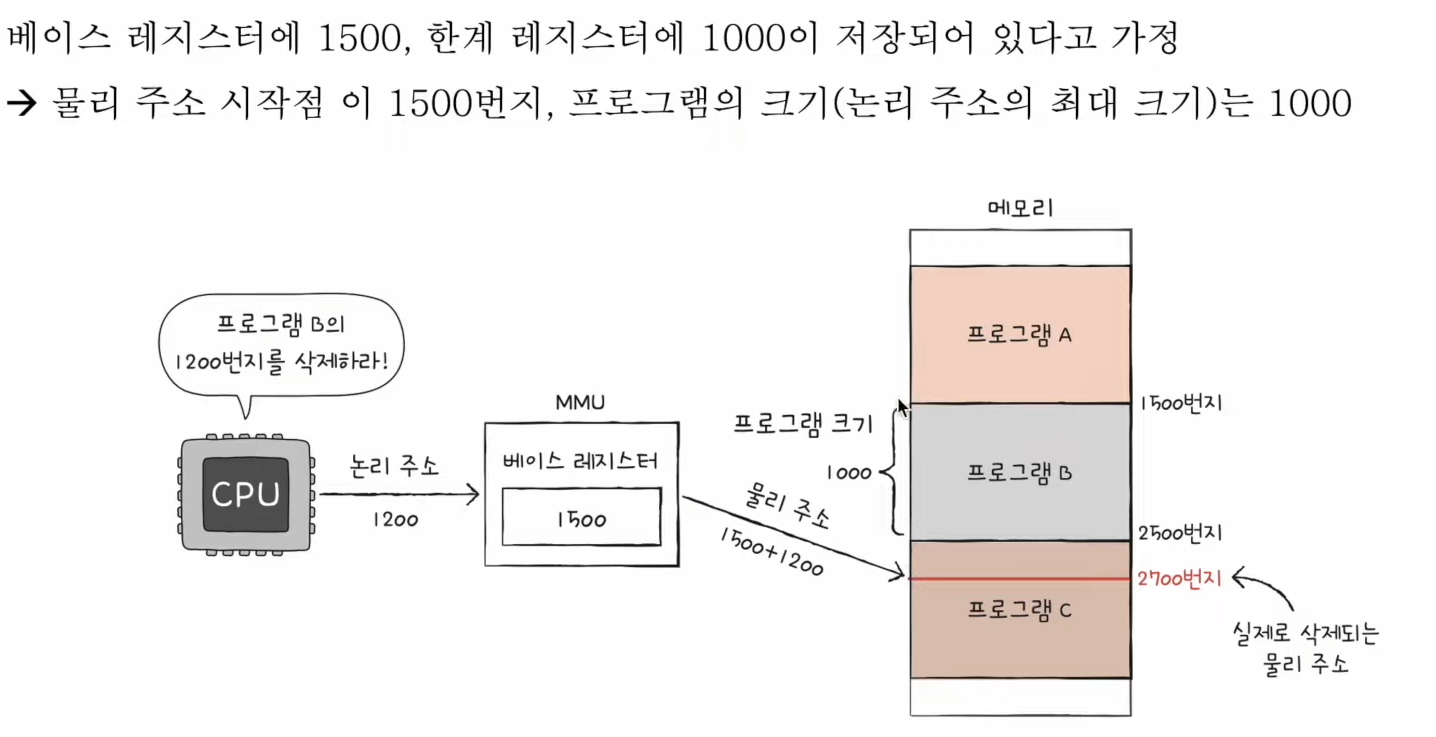 베이스 레지스터에 1500, 한계 레지스터에 1000이 저장되어 있다고 가정
→ 물리 주소 시작점 이 1500번지, 프로그램의 크기(논리 주소의 최대 크기)는 1000
메모리
프로그램 A
프로그램 B의
1200번지를 삭제하라!
CPU
논리 주소
1200
MMU
베이스 레지스터
1500
물리 주소
1500+1200
프로그램 크기
1000
1500번지
프로그램 B
2500번지
2700번지
프로그램 C
실제로 삭제되는
물리 주소